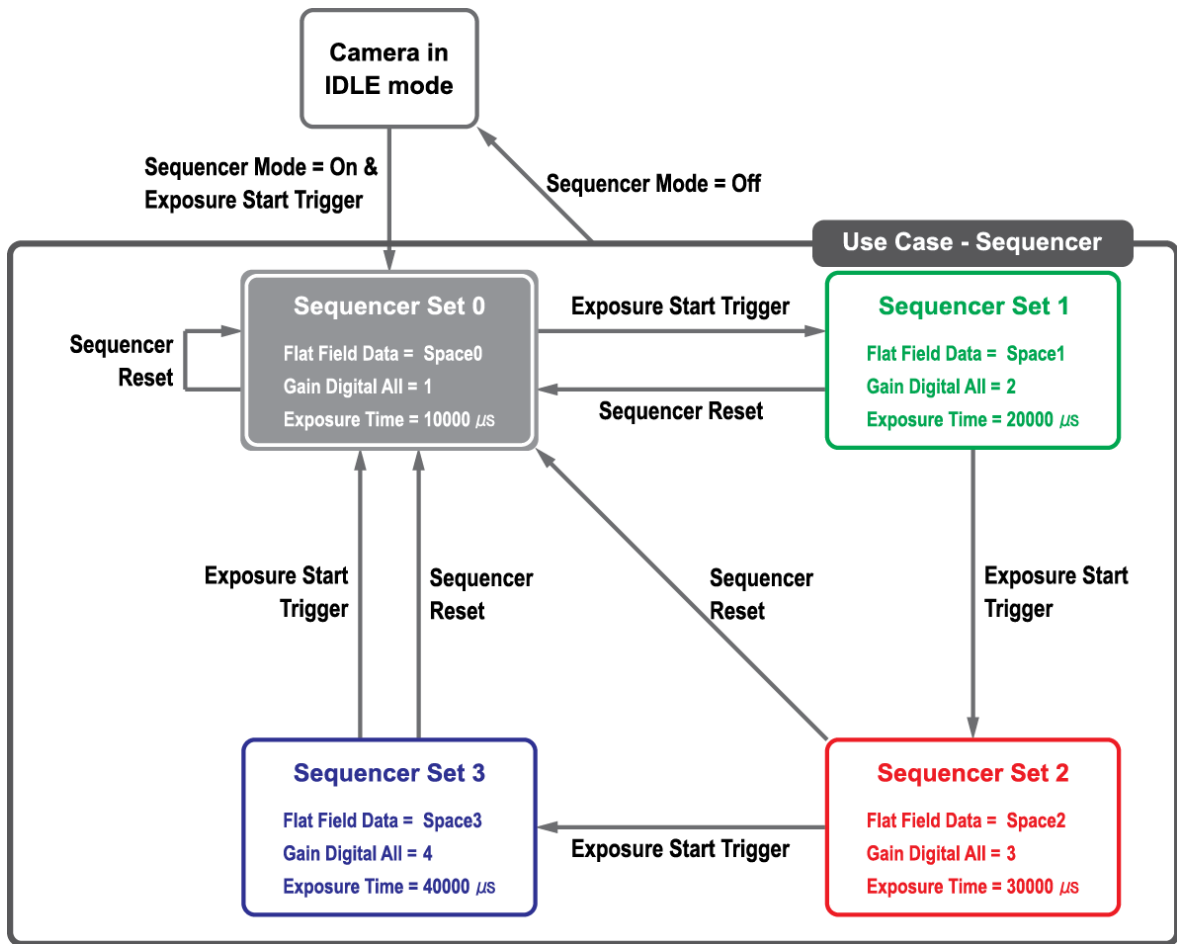 Camera in
IDLE mode
Sequencer Mode = On &
Exposure Start Trigger
Sequencer Mode = Off
Use Case - Sequencer
Sequencer Set 0
Flat Field Data = Space0
Gain Digital All = 1
Exposure Time = 10000 µs
Sequencer
Reset
Exposure Start Trigger
Sequencer Reset
Sequencer Set 1
Flat Field Data = Space1
Gain Digital All = 2
Exposure Time = 20000 µs
Exposure Start
Trigger
Sequencer
Reset
Sequencer
Reset
Exposure Start
Trigger
Sequencer Set 3
Flat Field Data = Space3
Gain Digital All = 4
Exposure Time = 40000 µs
Exposure Start Trigger
Sequencer Set 2
Flat Field Data = Space2
Gain Digital All = 3
Exposure Time = 30000 µs